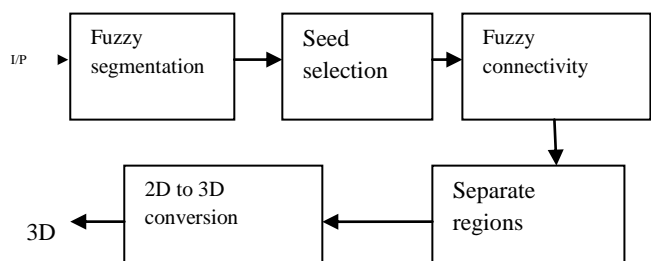 I/P
Fuzzy
segmentation
Seed
selection
Fuzzy
connectivity
Separate
regions
2D to 3D
conversion
3D